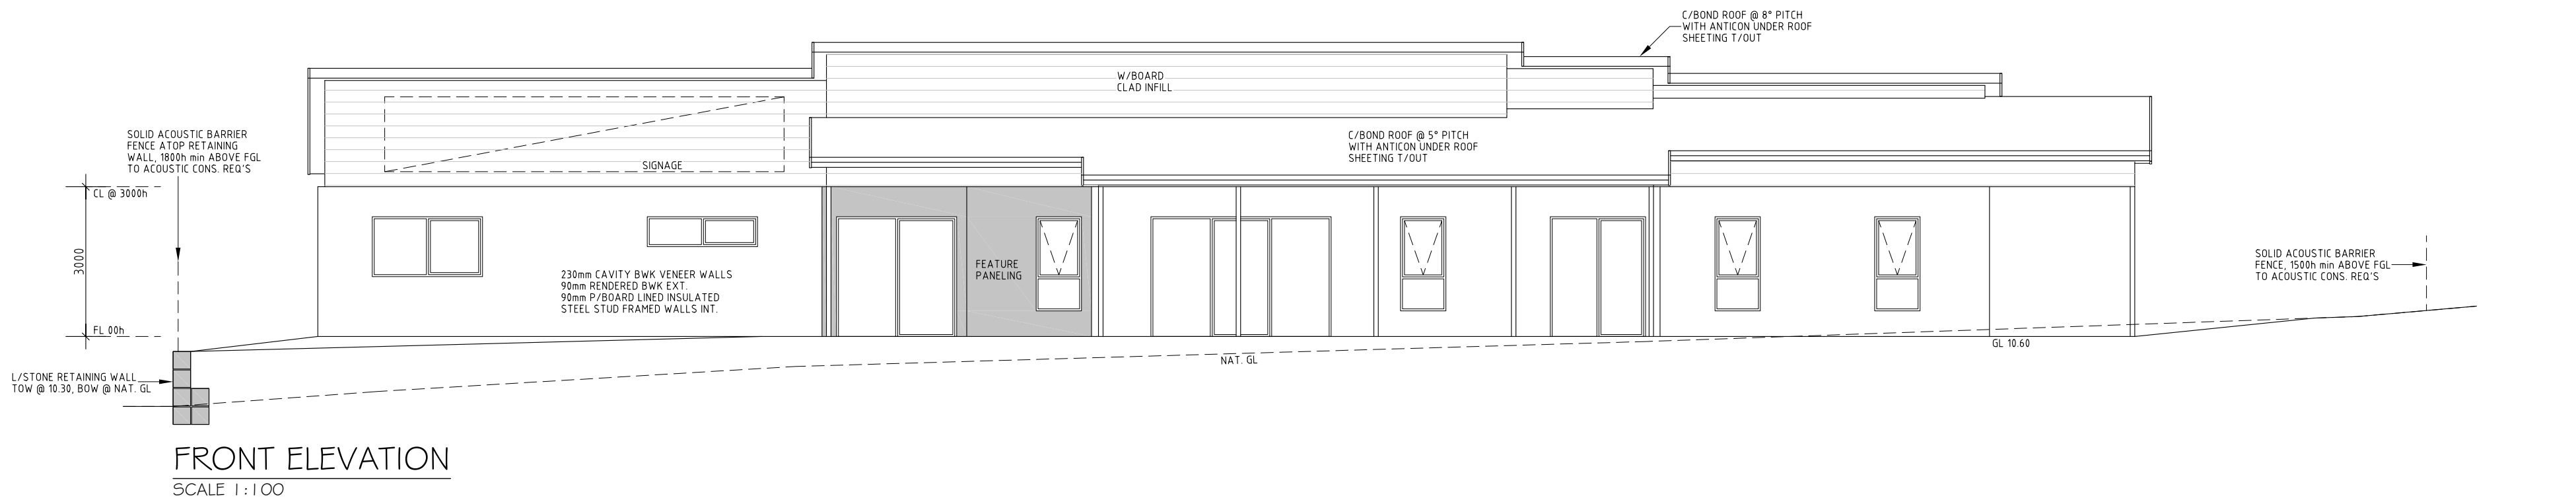 C/BOND ROOF @ 8° PITCH
WITH ANTICON UNDER ROOF
SHEETING T/OUT
W/BOARD
CLAD INFILL
SOLID ACOUSTIC BARRIER
FENCE ATOP RETAINING
WALL, 1800h min ABOVE FGL
TO ACOUSTIC CONS. REQ'S
C/BOND ROOF @ 5° PITCH
WITH ANTICON UNDER ROOF
SHEETING T/OUT
SIGNAGE
CL @ 3000h
3000
FEATURE
PANELING
230mm CAVITY BWK VENEER WALLS
90mm RENDERED BWK EXT.
90mm P/BOARD LINED INSULATED
STEEL STUD FRAMED WALLS INT.
SOLID ACOUSTIC BARRIER
FENCE, 1500h min ABOVE FGL
TO ACOUSTIC CONS. REQ'S
FL 00h
GL 10.60
NAT. GL
L/STONE RETAINING WALL
TOW @ 10.30, BOW @ NAT. GL
FRONT ELEVATION
SCALE 1:100